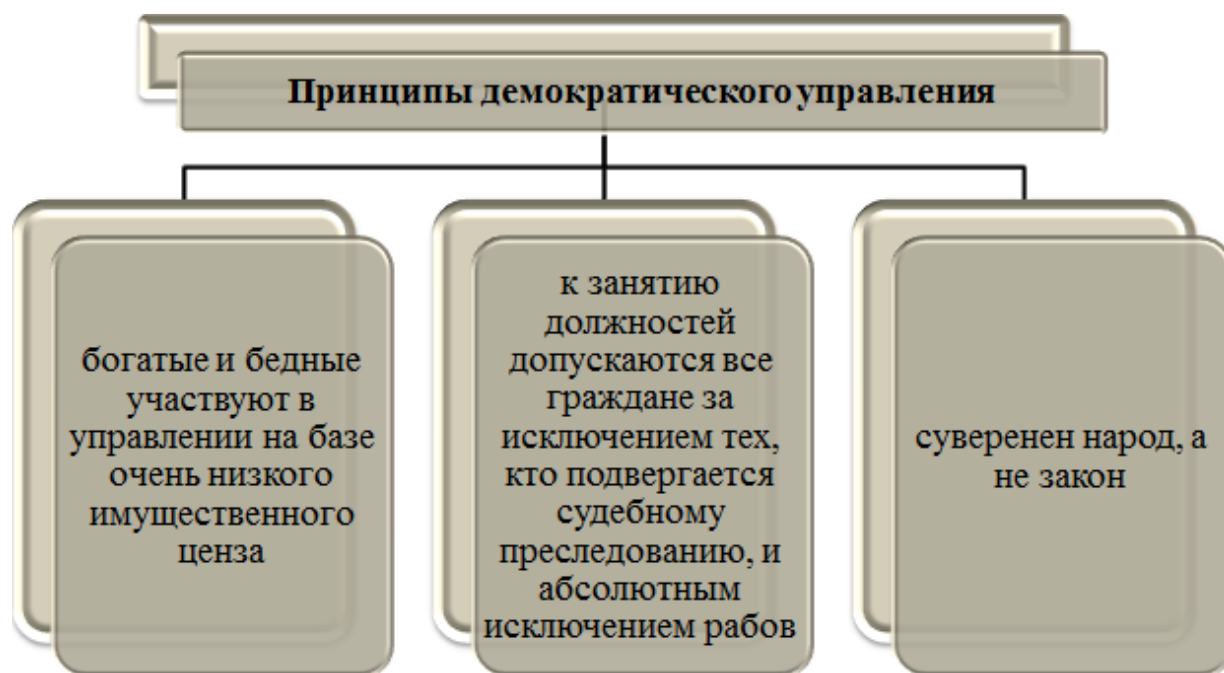 Принципы демократического управления
богатые и бедные
участвуют в
управлении на базе
очень низкого
имущественного
ценза
к занятию
должностей
допускаются все
граждане за
исключением тех,
кто подвергается
судебному
преследованию, и
абсолютным
исключением рабов
суверенен народ, а
не закон